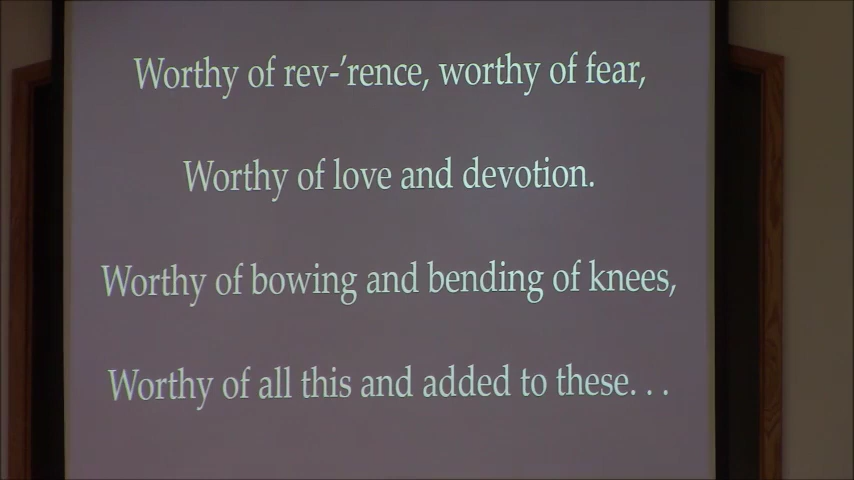 Worthy of rev-’rence, worthy of fear,
Worthy of love and devotion.
Worthy of bowing and bending of knees,
Worthy of all this and added to these. . .